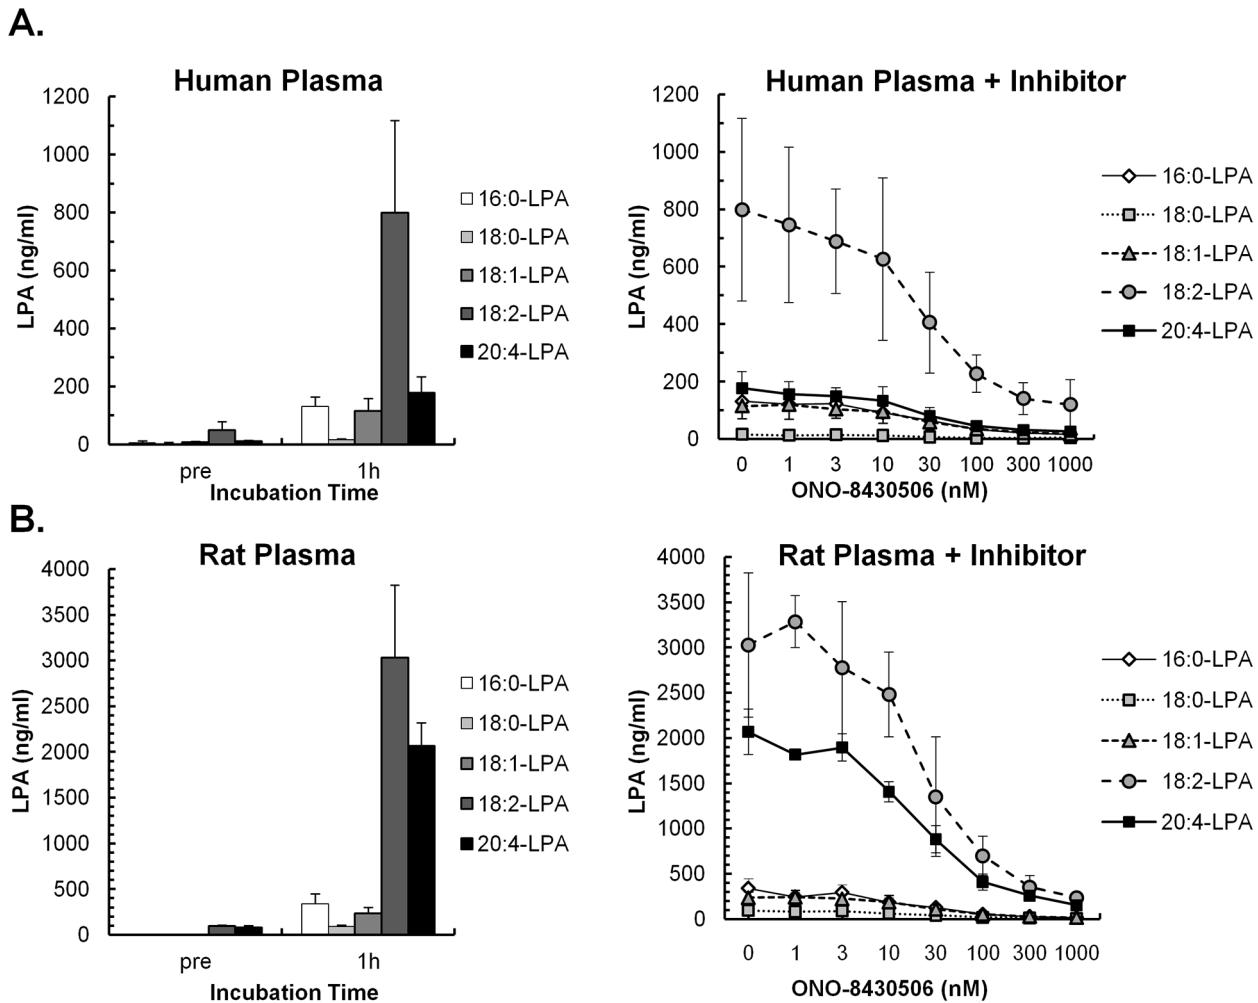 A.
Human Plasma
1200
1000
800
600
400
200
0
LPA (ng/ml)
pre 1h
Incubation Time
16:0-LPA
18:0-LPA
18:1-LPA
18:2-LPA
20:4-LPA
Human Plasma + Inhibitor
1200
1000
800
600
400
200
0
LPA (ng/ml)
0 1 3 10 30 100 300 1000
ONO-8430506 (nM)
16:0-LPA
18:0-LPA
18:1-LPA
18:2-LPA
20:4-LPA
B.
Rat Plasma
4000
3500
3000
2500
2000
1500
1000
500
0
LPA (ng/ml)
pre 1h
Incubation Time
16:0-LPA
18:0-LPA
18:1-LPA
18:2-LPA
20:4-LPA
Rat Plasma + Inhibitor
4000
3500
3000
2500
2000
1500
1000
500
0
LPA (ng/ml)
0 1 3 10 30 100 300 1000
ONO-8430506 (nM)
16:0-LPA
18:0-LPA
18:1-LPA
18:2-LPA
20:4-LPA